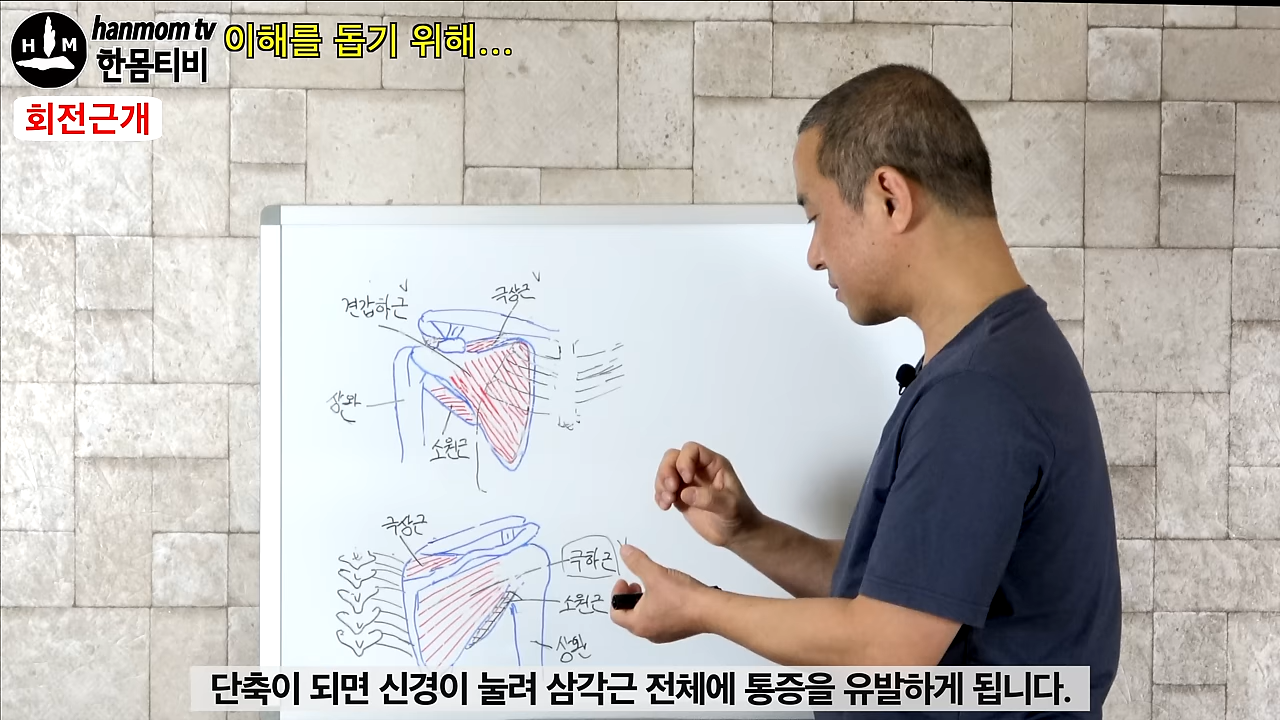 hanmom tv
H M
한몸티비
이해를 돕기 위해...
회전근개
견갑하근
극상근
상완
소원근
극상근
극하근
소원근
상완
단축이 되면 신경이 눌려 삼각근 전체에 통증을 유발하게 됩니다.